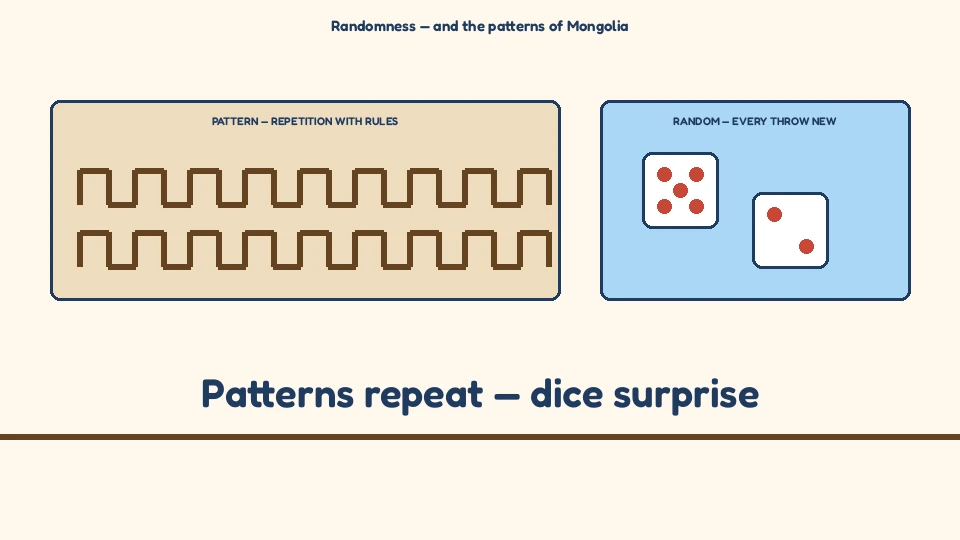 Randomness — and the patterns of Mongolia
PATTERN — REPETITION WITH RULES
RANDOM — EVERY THROW NEW
Patterns repeat — dice surprise